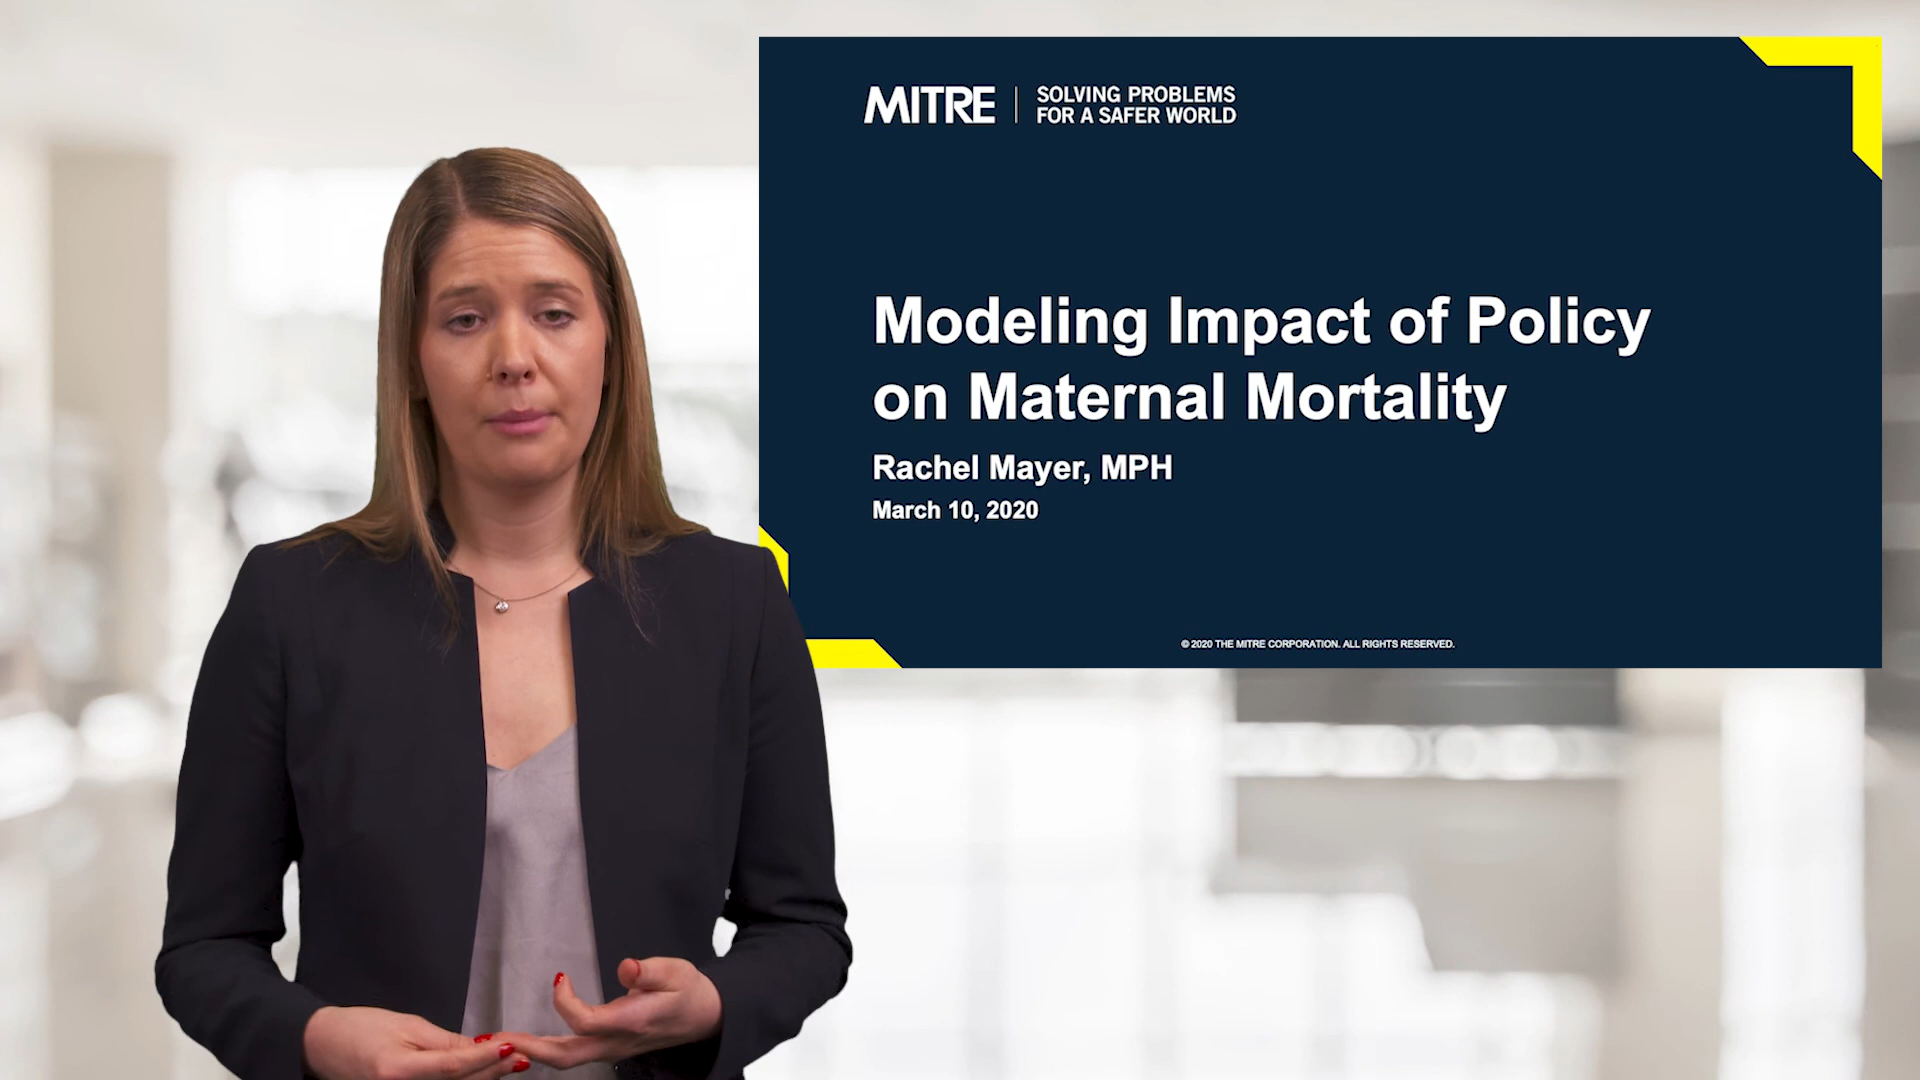 MITRE
SOLVING PROBLEMS
FOR A SAFER WORLD
Modeling Impact of Policy
on Maternal Mortality
Rachel Mayer, MPH
March 10, 2020
© 2020 THE MITRE CORPORATION. ALL RIGHTS RESERVED.